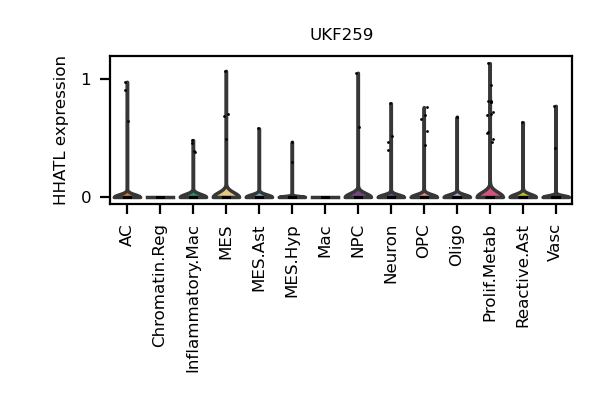 UKF259
HHATL expression
1
0
AC
Chromatin.Reg
Inflammatory.Mac
MES
MES.Ast
MES.Hyp
Mac
NPC
Neuron
OPC
Oligo
Prolif.Metab
Reactive.Ast
Vasc